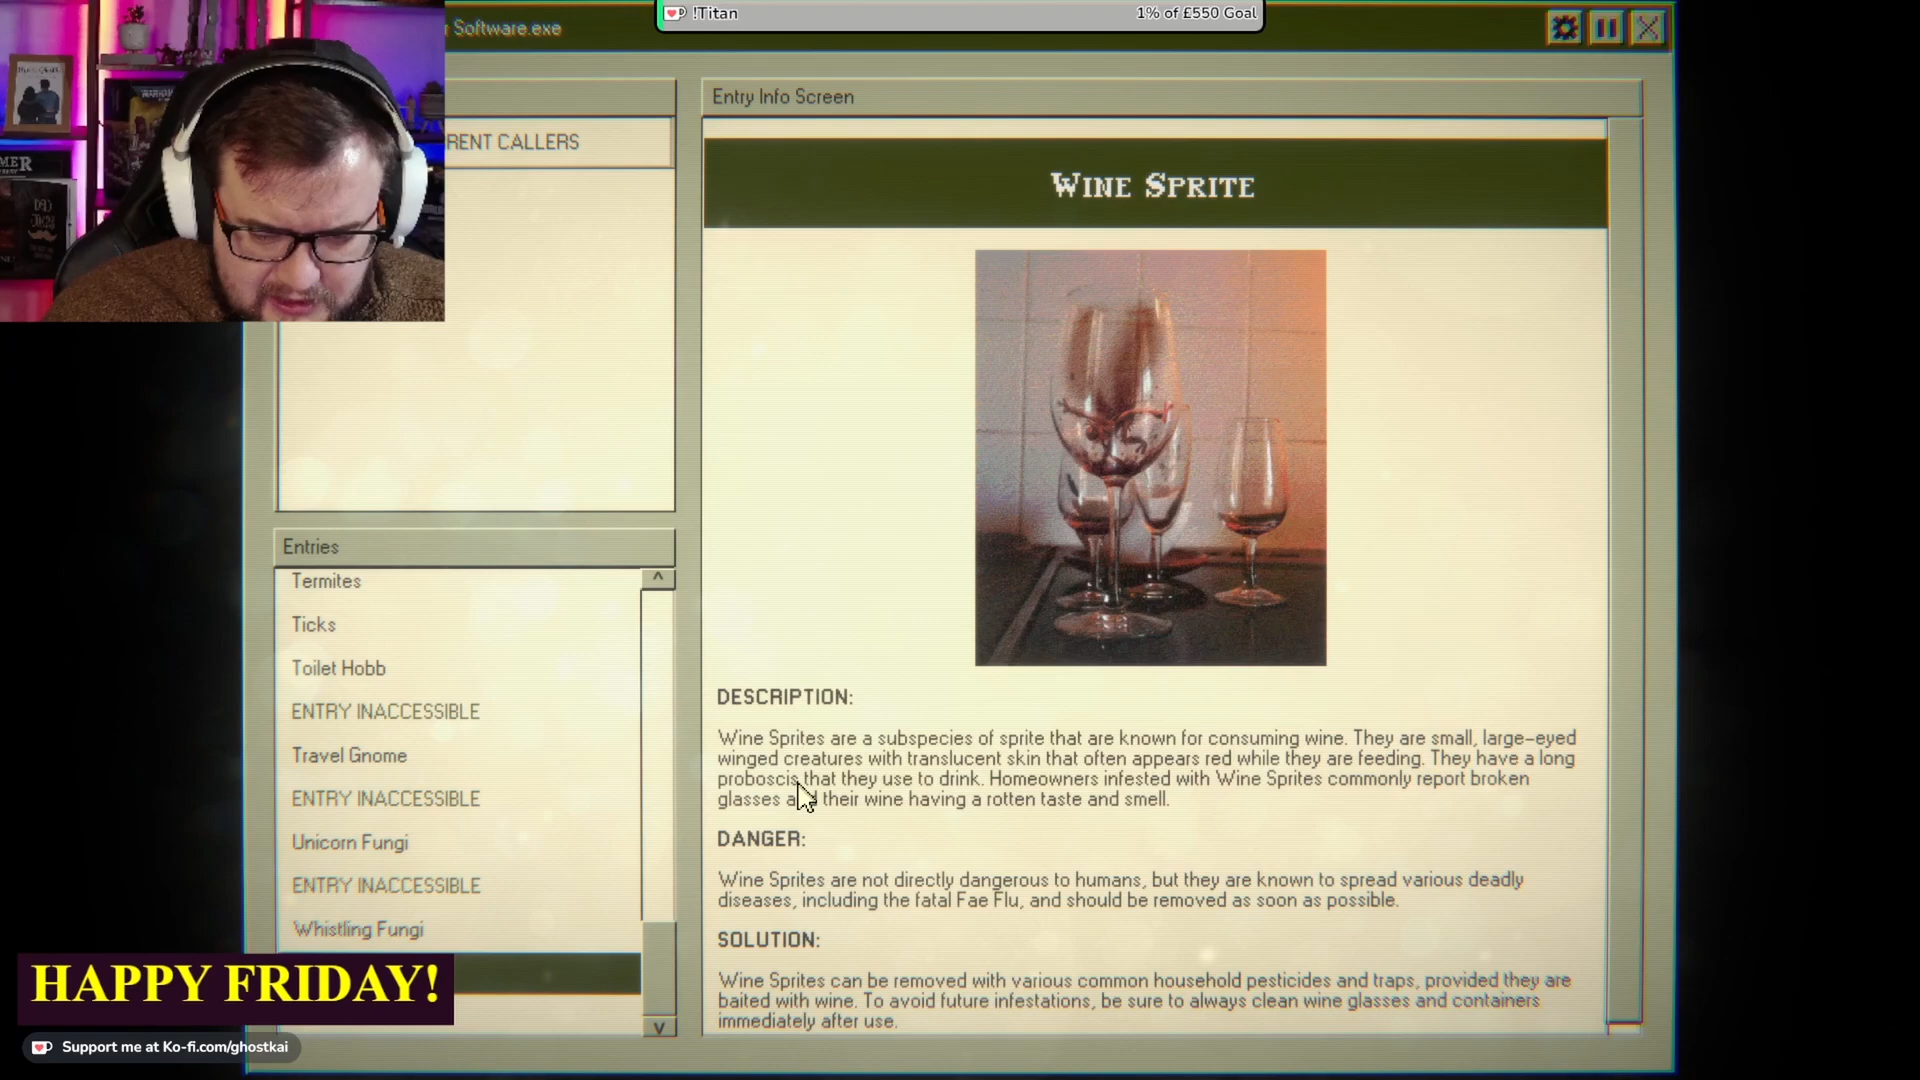 Software.exe
!Titan
1% of £550 Goal
RENT CALLERS
Entry Info Screen
WINE SPRITE
DESCRIPTION:
Wine Sprites are a subspecies of sprite that are known for consuming wine. They are small, large-eyed
winged creatures with translucent skin that often appears red while they are feeding. They have a long
proboscis that they use to drink. Homeowners infested with Wine Sprites commonly report broken
glasses and their wine having a rotten taste and smell.
DANGER:
Wine Sprites are not directly dangerous to humans, but they are known to spread various deadly
diseases, including the fatal Fae Flu, and should be removed as soon as possible.
SOLUTION:
Wine Sprites can be removed with various common household pesticides and traps, provided they are
baited with wine. To avoid future infestations, be sure to always clean wine glasses and containers
immediately after use.
Entries
Termites
Ticks
Toilet Hobb
ENTRY INACCESSIBLE
Travel Gnome
ENTRY INACCESSIBLE
Unicorn Fungi
ENTRY INACCESSIBLE
Whistling Fungi
HAPPY FRIDAY!
Support me at Ko-fi.com/ghostkai